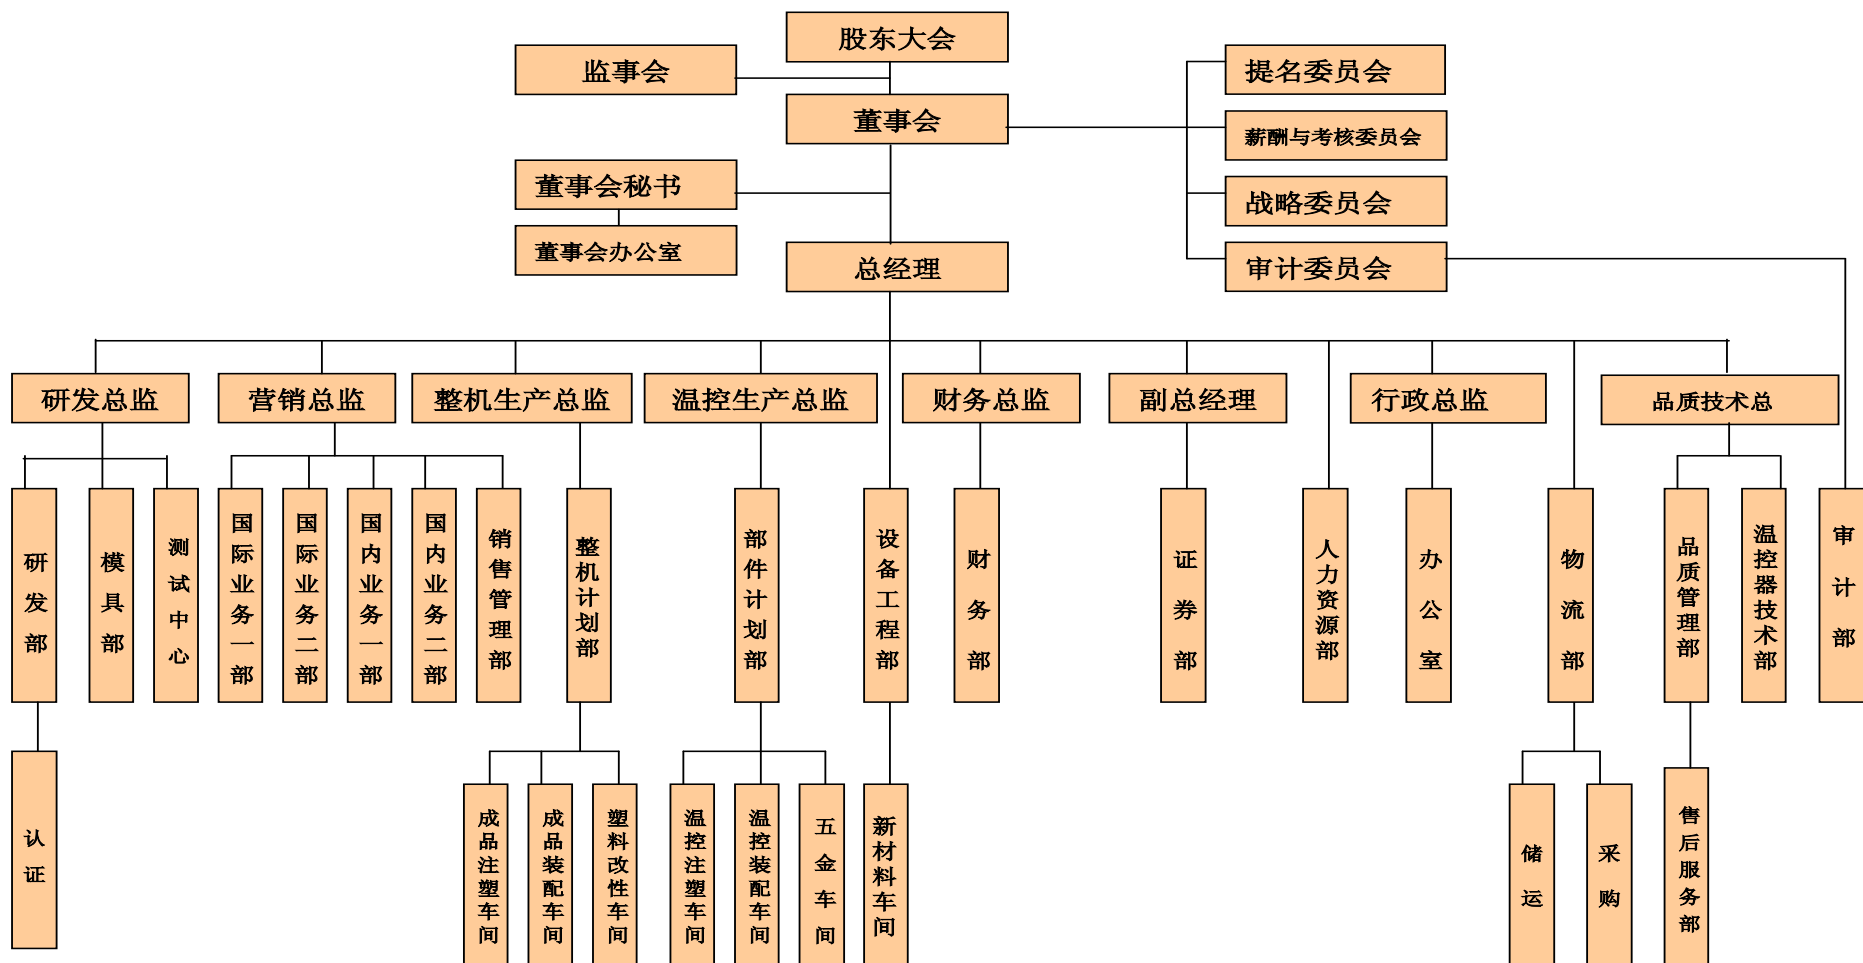 股东大会
监事会
提名委员会
董事会
薪酬与考核委员会
董事会秘书
战略委员会
董事会办公室
总经理
审计委员会
研发总监
营销总监
整机生产总监
温控生产总监
财务总监
副总经理
行政总监
品质技术总
研发部
模具部
测试中心
国际业务一部
国际业务二部
国内业务一部
国内业务二部
销售管理部
整机计划部
部件计划部
设备工程部
财务部
证券部
人力资源部
办公室
物流部
品质管理部
温控器技术部
审计部
认证
成品注塑车间
成品装配车间
塑料改性车间
温控注塑车间
温控装配车间
五金车间
新材料车间
储运
采购
售后服务部